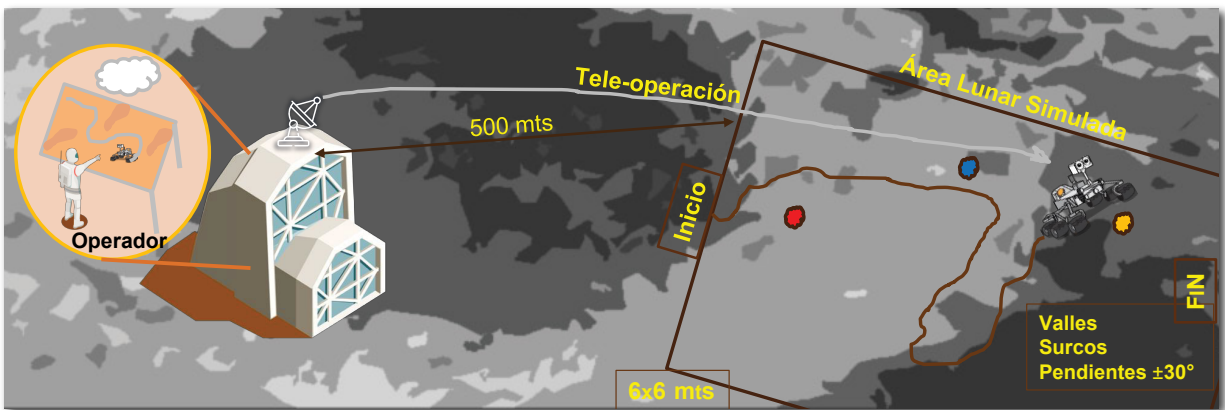 Operador
Tele-operación
500 mts
Área Lunar Simulada
Inicio
6x6 mts
FIN
Valles
Surcos
Pendientes ±30°